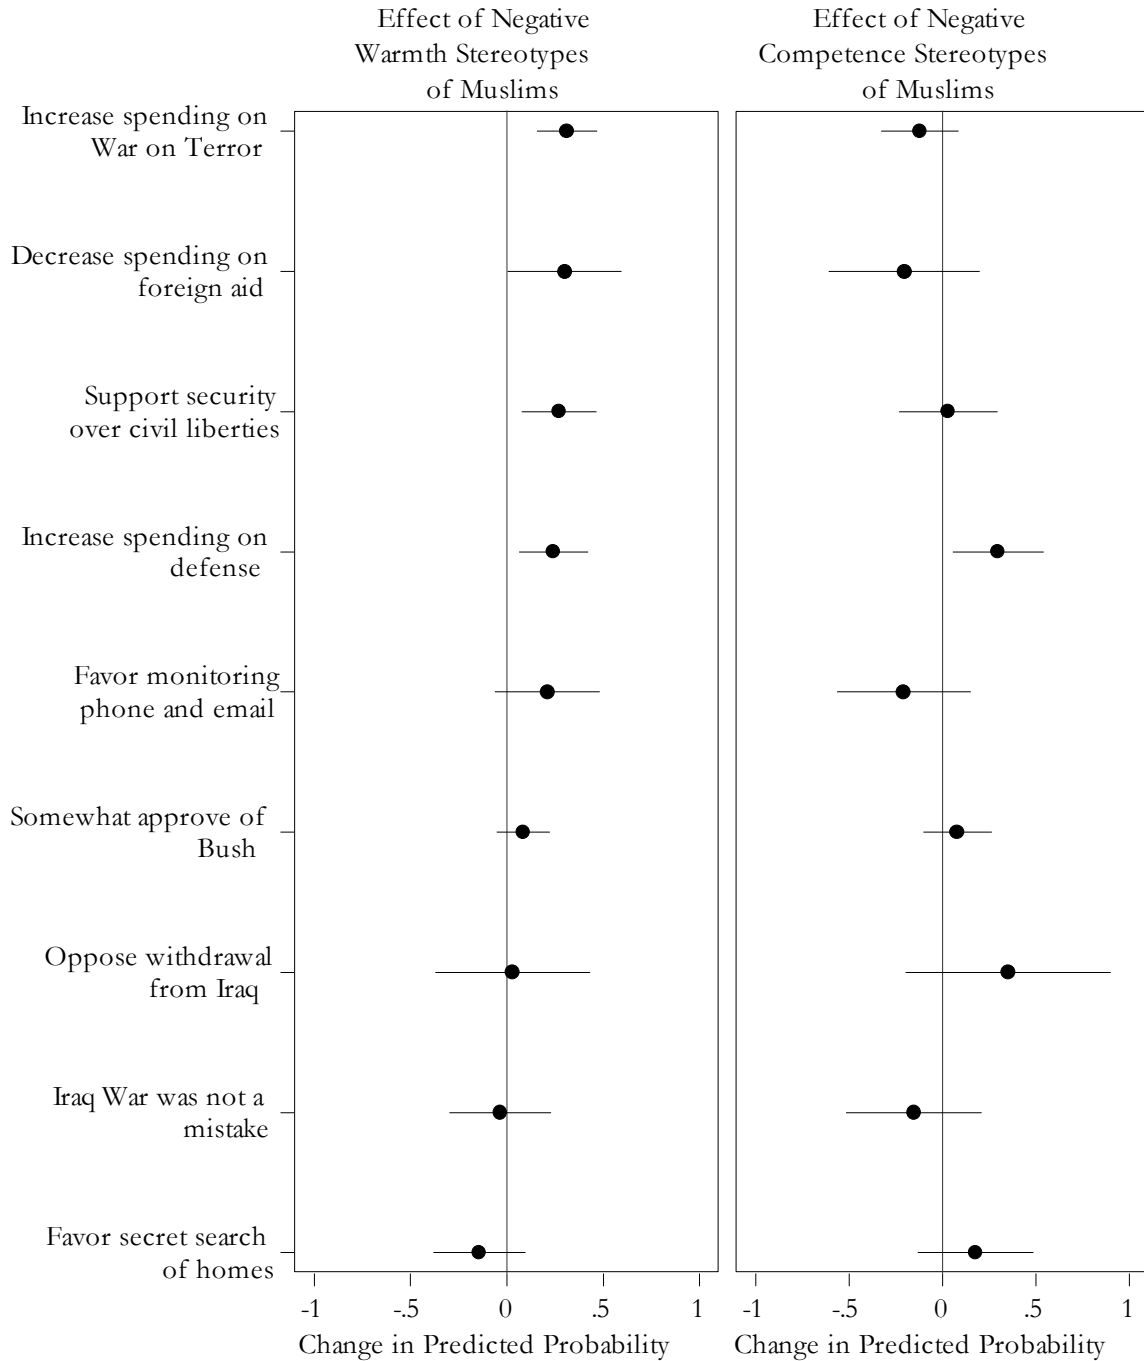 Effect of Negative
Warmth Stereotypes
of Muslims
Effect of Negative
Competence Stereotypes
of Muslims
Increase spending on
War on Terror
Decrease spending on
foreign aid
Support security
over civil liberties
Increase spending on
defense
Favor monitoring
phone and email
Somewhat approve of
Bush
Oppose withdrawal
from Iraq
Iraq War was not a
mistake
Favor secret search
of homes
-1 -.5 0 .5 1
Change in Predicted Probability
-1 -.5 0 .5 1
Change in Predicted Probability